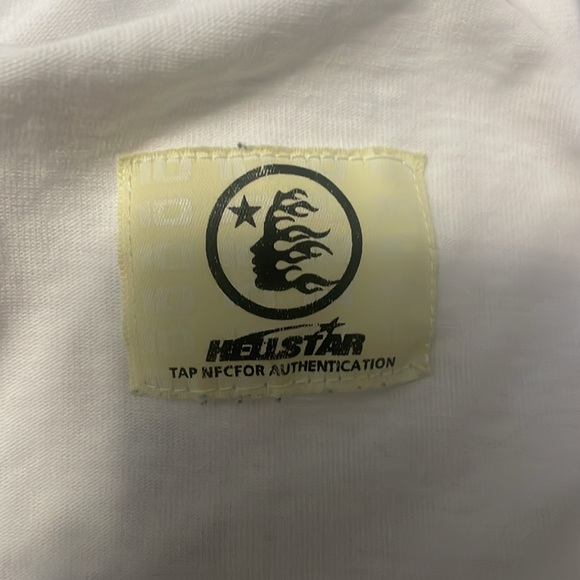 HELLSTAR
TAP NFCFOR AUTHENTICATION